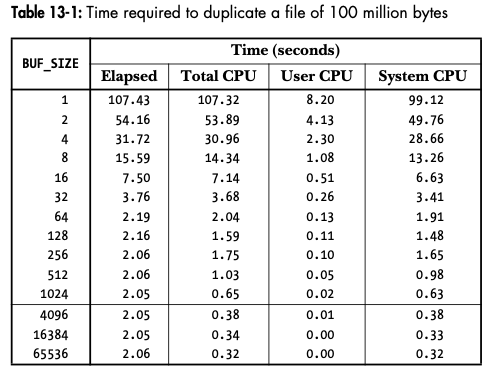 Table 13-1: Time required to duplicate a file of 100 million bytes
BUF_SIZE Time (seconds)
Elapsed Total CPU User CPU System CPU
1 107.43 107.32 8.20 99.12
2 54.16 53.89 4.13 49.76
4 31.72 30.96 2.30 28.66
8 15.59 14.34 1.08 13.26
16 7.50 7.14 0.51 6.63
32 3.76 3.68 0.26 3.41
64 2.19 2.04 0.13 1.91
128 2.16 1.59 0.11 1.48
256 2.06 1.75 0.10 1.65
512 2.06 1.03 0.05 0.98
1024 2.05 0.65 0.02 0.63
4096 2.05 0.38 0.01 0.38
16384 2.05 0.34 0.00 0.33
65536 2.06 0.32 0.00 0.32